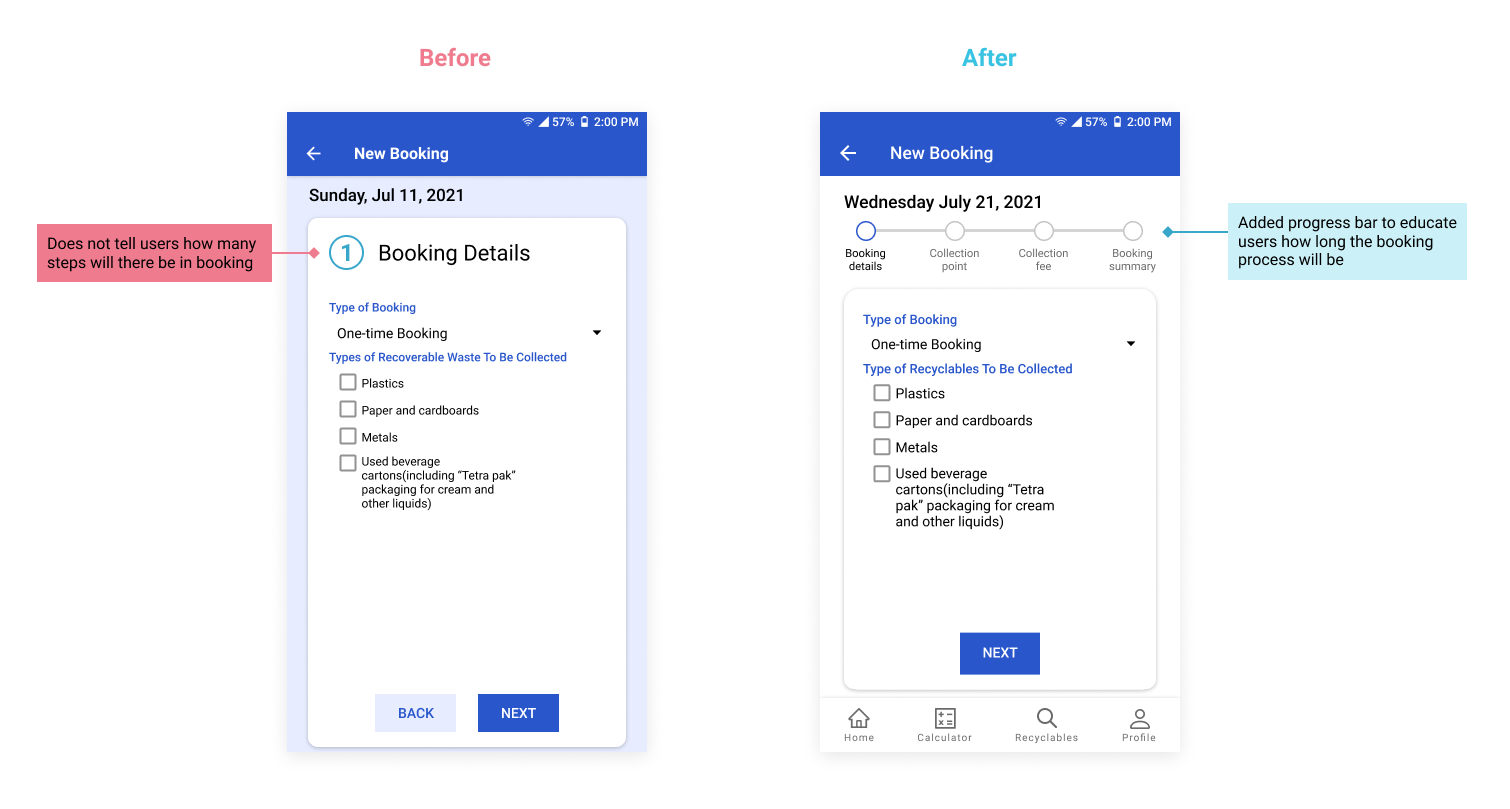 Before
After
57% 2:00 PM
New Booking
Sunday, Jul 11, 2021
Does not tell users how many
steps will there be in booking
1 Booking Details
Type of Booking
One-time Booking
Types of Recoverable Waste To Be Collected
Plastics
Paper and cardboards
Metals
Used beverage
cartons(including “Tetra pak”
packaging for cream and
other liquids)
BACK NEXT
57% 2:00 PM
New Booking
Wednesday July 21, 2021
Booking
details
Collection
point
Collection
fee
Booking
summary
Added progress bar to educate
users how long the booking
process will be
Type of Booking
One-time Booking
Type of Recyclables To Be Collected
Plastics
Paper and cardboards
Metals
Used beverage
cartons(including “Tetra
pak” packaging for cream
and other liquids)
NEXT
Home Calculator Recyclables Profile